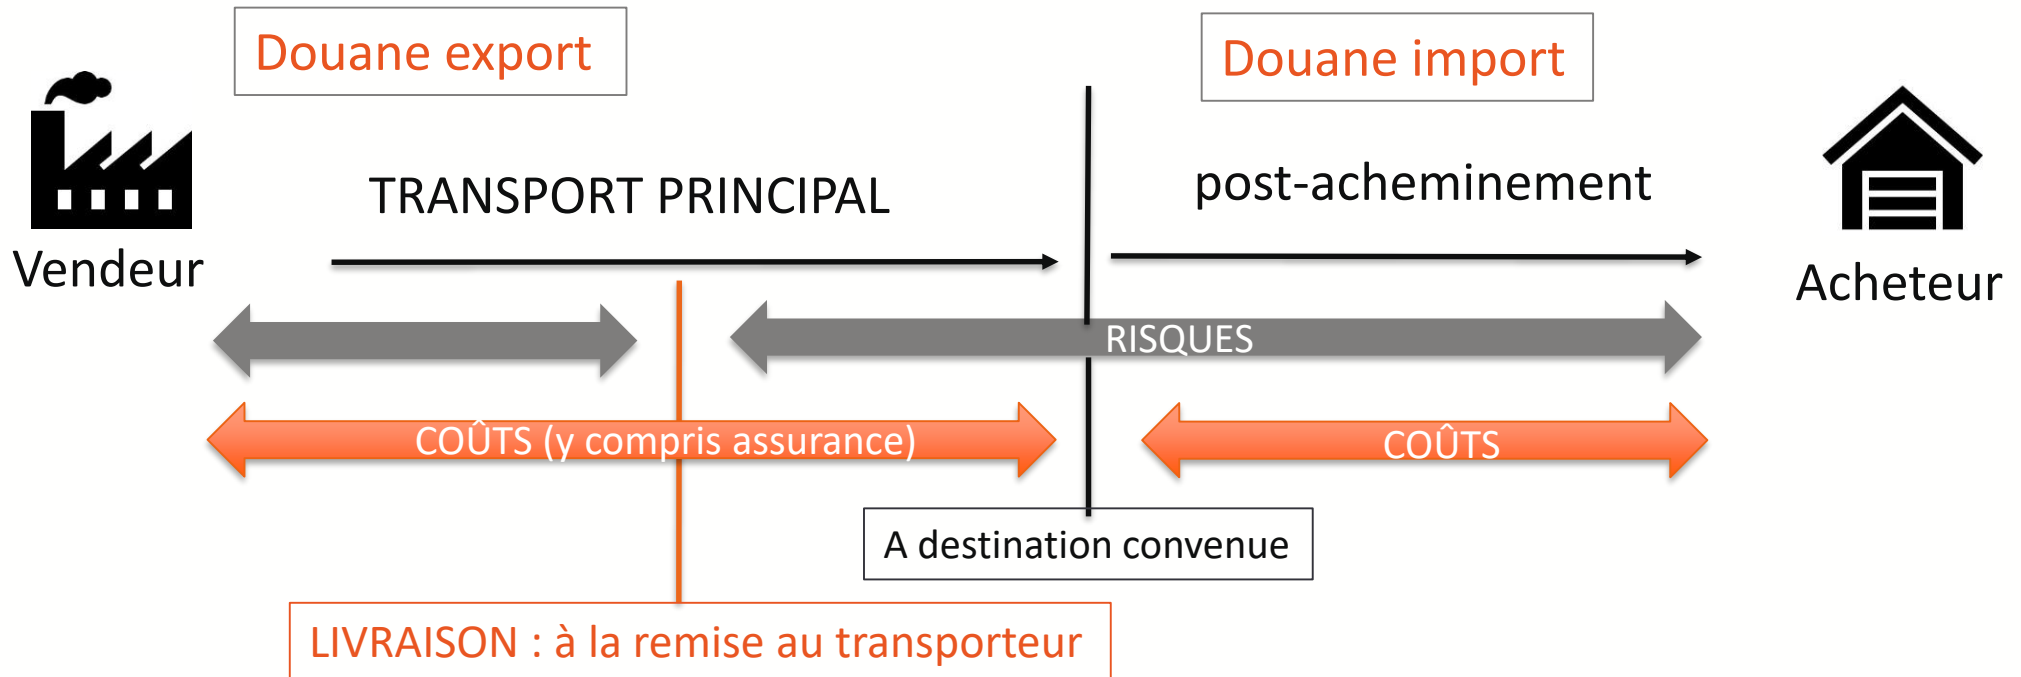 Douane export
Douane import
TRANSPORT PRINCIPAL
post-acheminement
Vendeur
Acheteur
RISQUES
COÛTS (y compris assurance)
COÛTS
A destination convenue
LIVRAISON : à la remise au transporteur